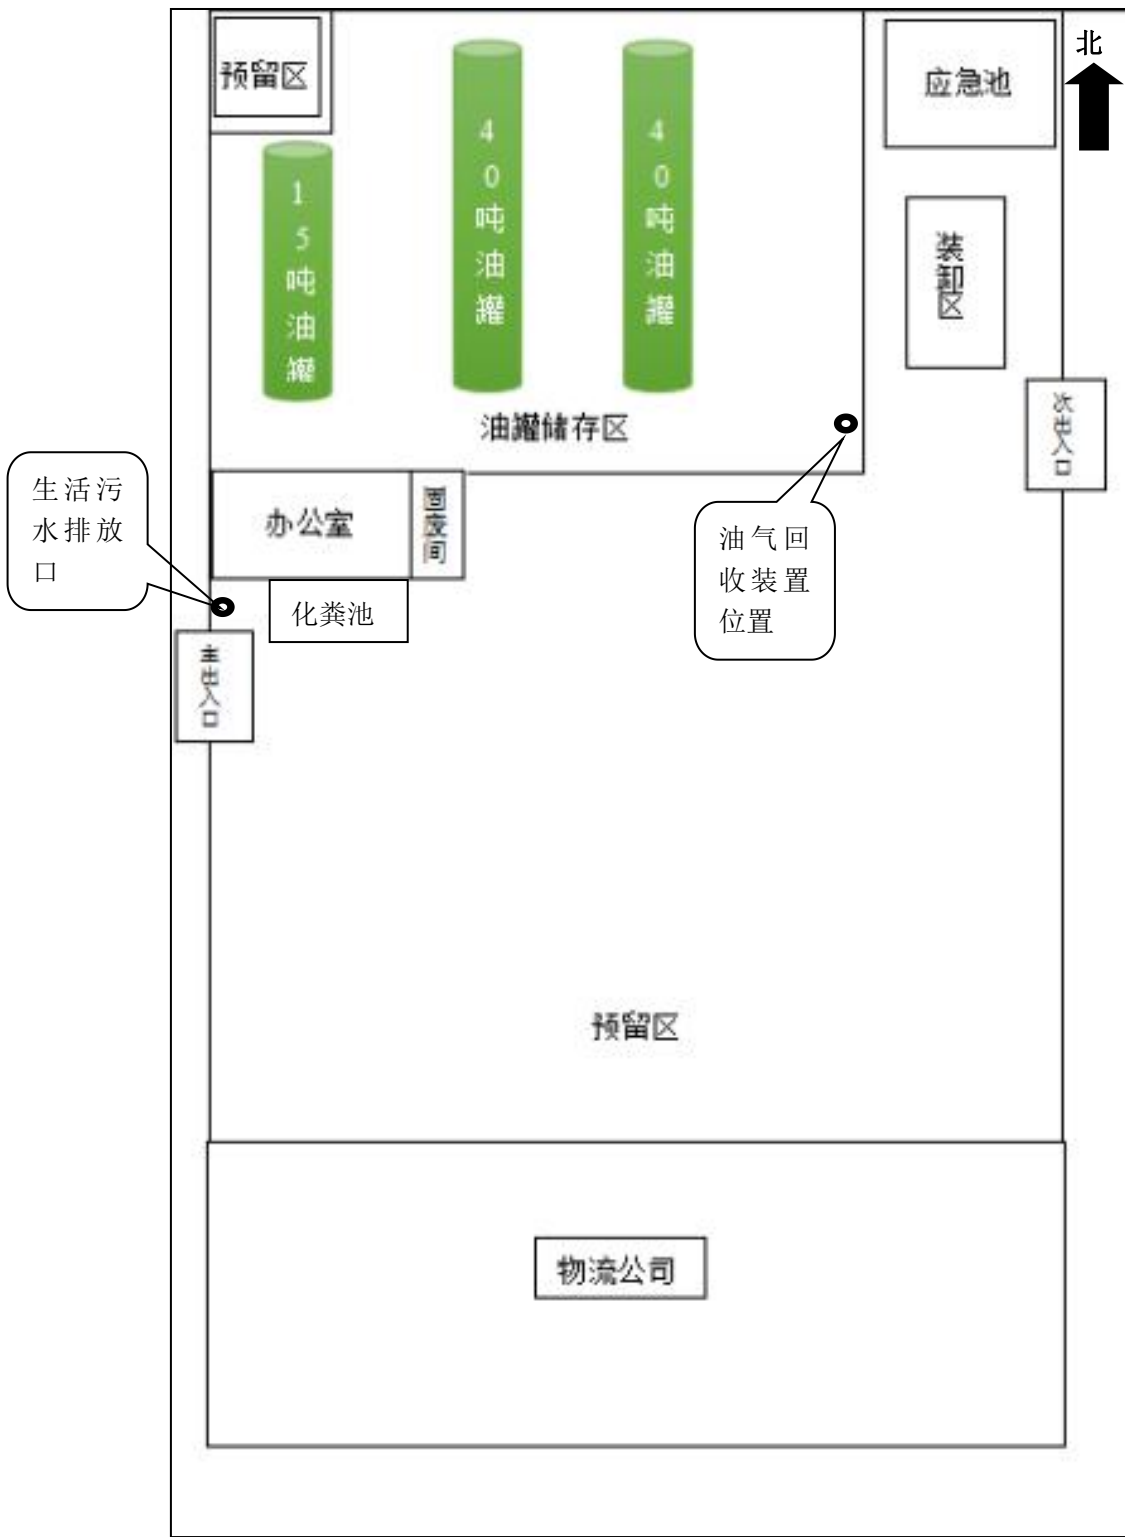 北
预留区
应急池
40吨油罐
40吨油罐
15吨油罐
装卸区
油罐储存区
次出入口
生活污
水排放
口
办公室
固废间
油气回
收装置
位置
化粪池
主出入口
预留区
物流公司